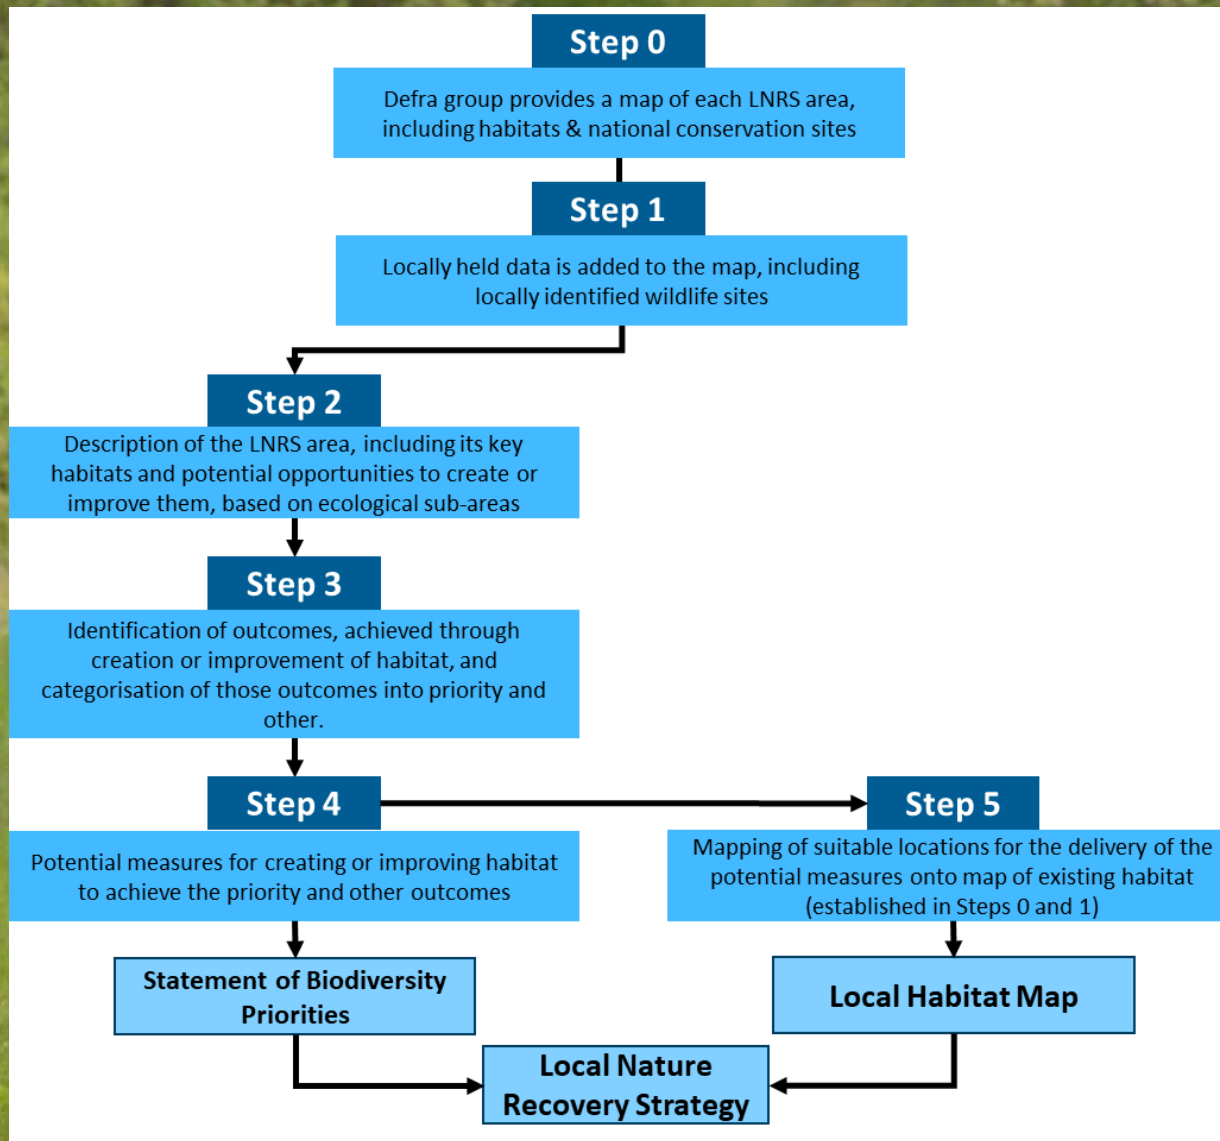 Step 0
Defra group provides a map of each LNRS area,
including habitats & national conservation sites
Step 1
Locally held data is added to the map, including
locally identified wildlife sites
Step 2
Description of the LNRS area, including its key
habitats and potential opportunities to create or
improve them, based on ecological sub-areas
Step 3
Identification of outcomes, achieved through
creation or improvement of habitat, and
categorisation of those outcomes into priority and
other.
Step 4
Potential measures for creating or improving habitat
to achieve the priority and other outcomes
Step 5
Mapping of suitable locations for the delivery of the
potential measures onto map of existing habitat
(established in Steps 0 and 1)
Statement of Biodiversity
Priorities
Local Habitat Map
Local Nature
Recovery Strategy